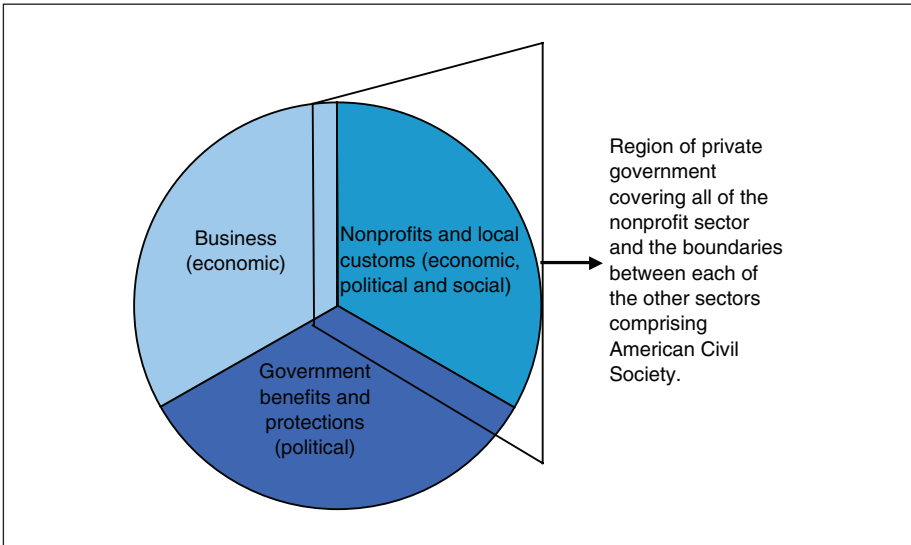 Business
(economic)
Nonprofits and local
customs (economic,
political and social)
Government
benefits and
protections
(political)
Region of private
government
covering all of the
nonprofit sector
and the boundaries
between each of
the other sectors
comprising
American Civil
Society.